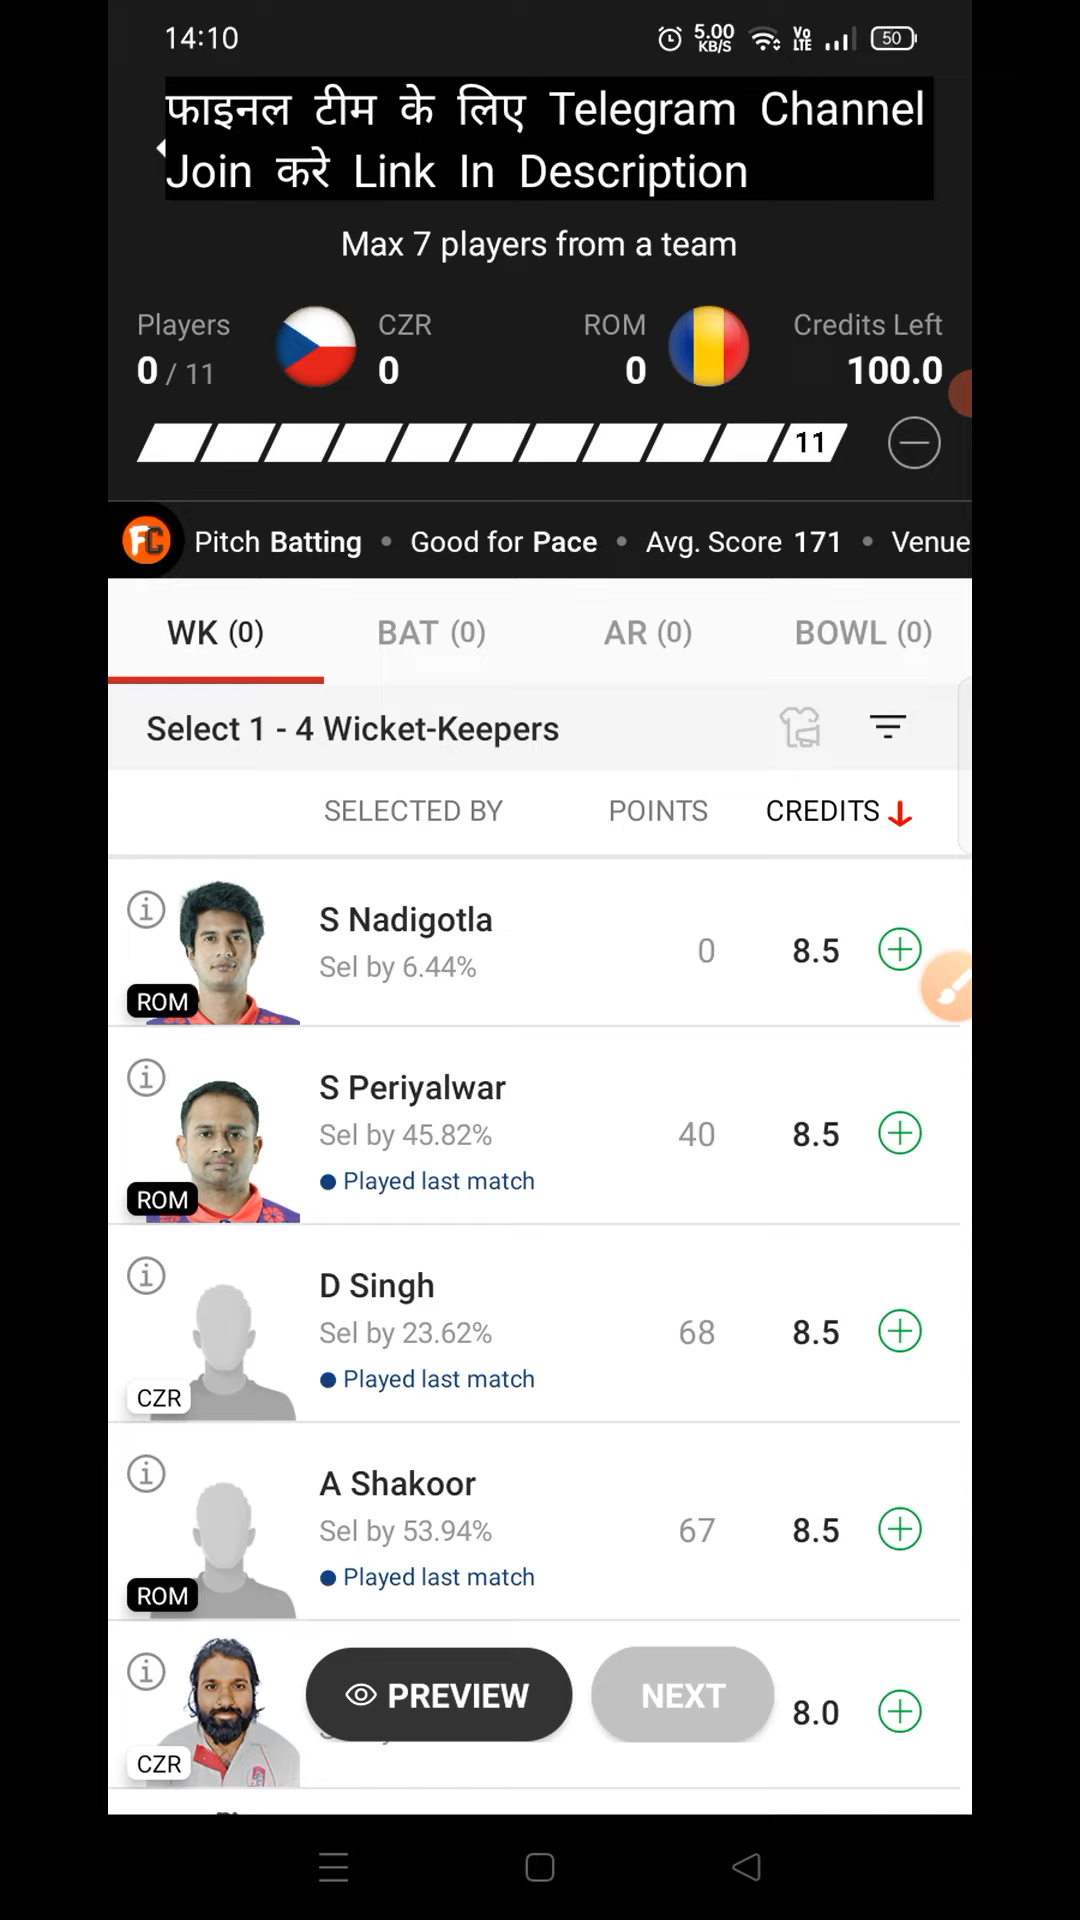 14:10
5.00 KB/S
Vo LTE
50
फाइनल टीम के लिए Telegram Channel
Join करे Link In Description
Max 7 players from a team
Players CZR ROM Credits Left
0 / 11 0 0 100.0
11
FC Pitch Batting • Good for Pace • Avg. Score 171 • Venue
WK (0) BAT (0) AR (0) BOWL (0)
Select 1 - 4 Wicket-Keepers
SELECTED BY POINTS CREDITS
S Nadigotla
Sel by 6.44% 0 8.5
ROM
S Periyalwar
Sel by 45.82% 40 8.5
Played last match
ROM
D Singh
Sel by 23.62% 68 8.5
Played last match
CZR
A Shakoor
Sel by 53.94% 67 8.5
Played last match
ROM
PREVIEW NEXT 8.0
CZR